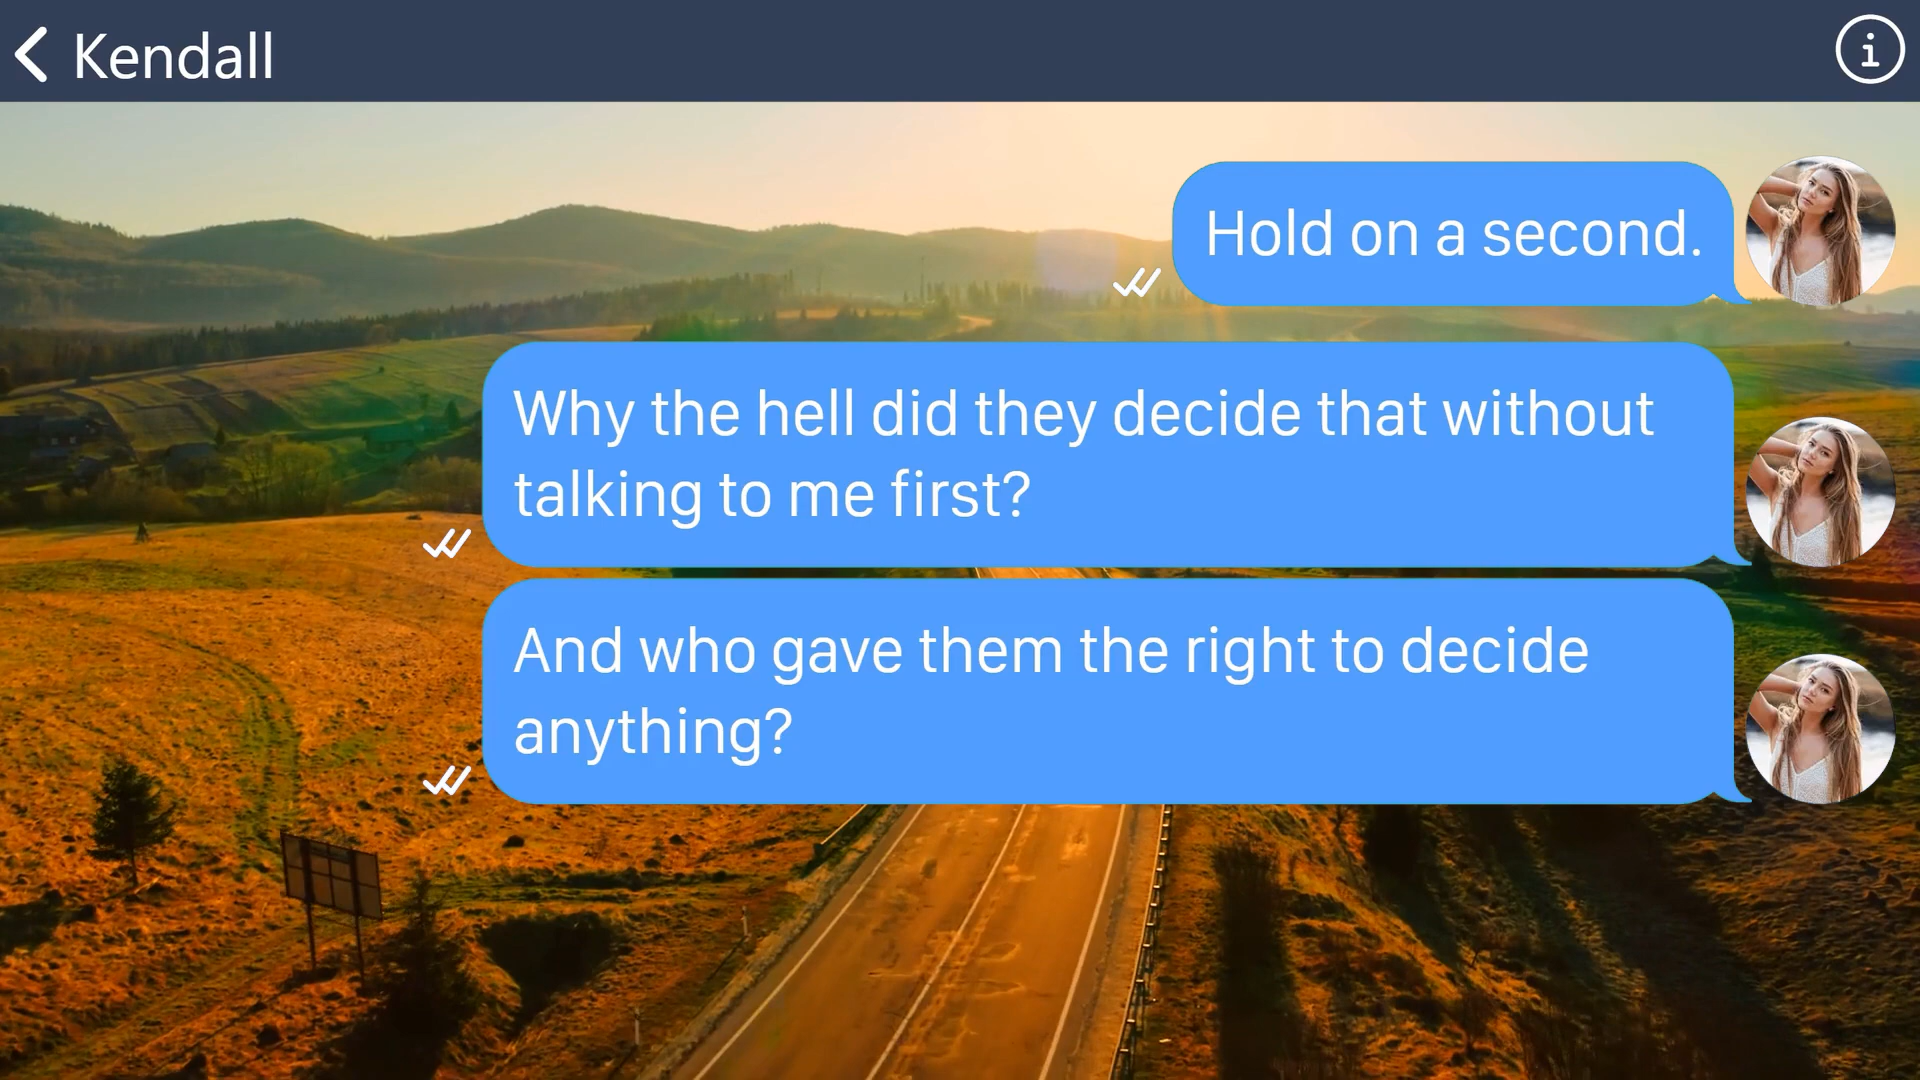 Kendall
Hold on a second.
Why the hell did they decide that without
talking to me first?
And who gave them the right to decide
anything?